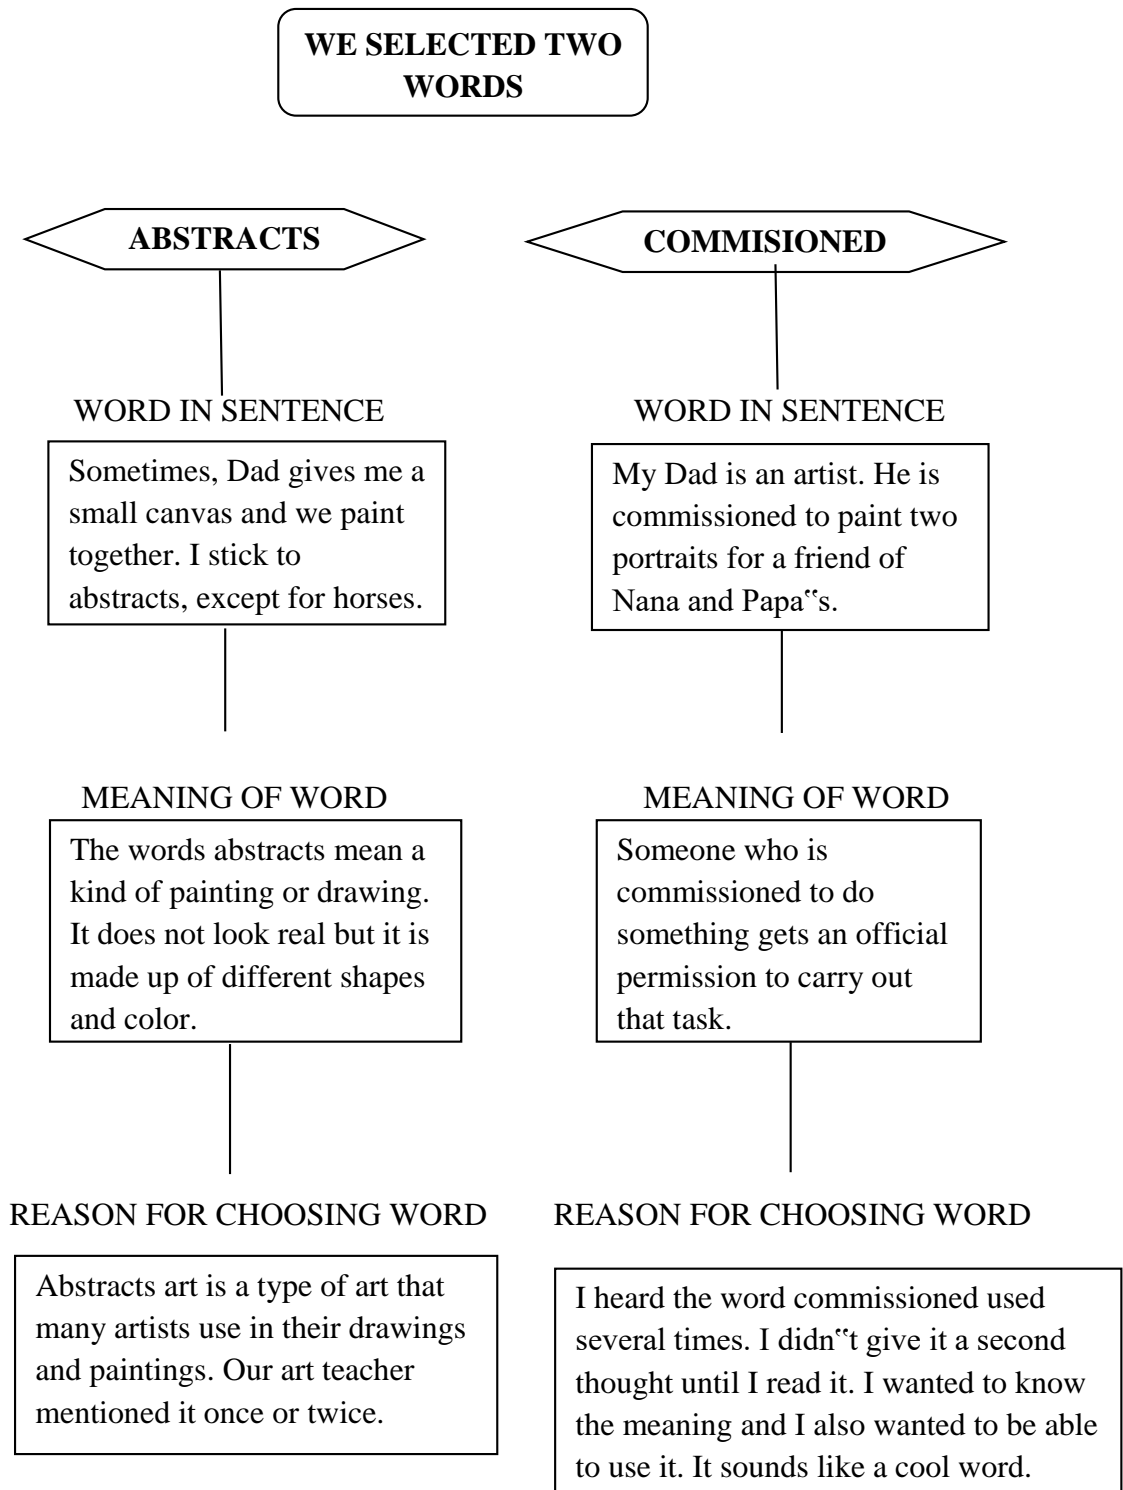 WE SELECTED TWO
WORDS
ABSTRACTS
WORD IN SENTENCE
Sometimes, Dad gives me a
small canvas and we paint
together. I stick to
abstracts, except for horses.
MEANING OF WORD
The words abstracts mean a
kind of painting or drawing.
It does not look real but it is
made up of different shapes
and color.
REASON FOR CHOOSING WORD
Abstracts art is a type of art that
many artists use in their drawings
and paintings. Our art teacher
mentioned it once or twice.
COMMISIONED
WORD IN SENTENCE
My Dad is an artist. He is
commissioned to paint two
portraits for a friend of
Nana and Papa‟s.
MEANING OF WORD
Someone who is
commissioned to do
something gets an official
permission to carry out
that task.
REASON FOR CHOOSING WORD
I heard the word commissioned used
several times. I didn‟t give it a second
thought until I read it. I wanted to know
the meaning and I also wanted to be able
to use it. It sounds like a cool word.